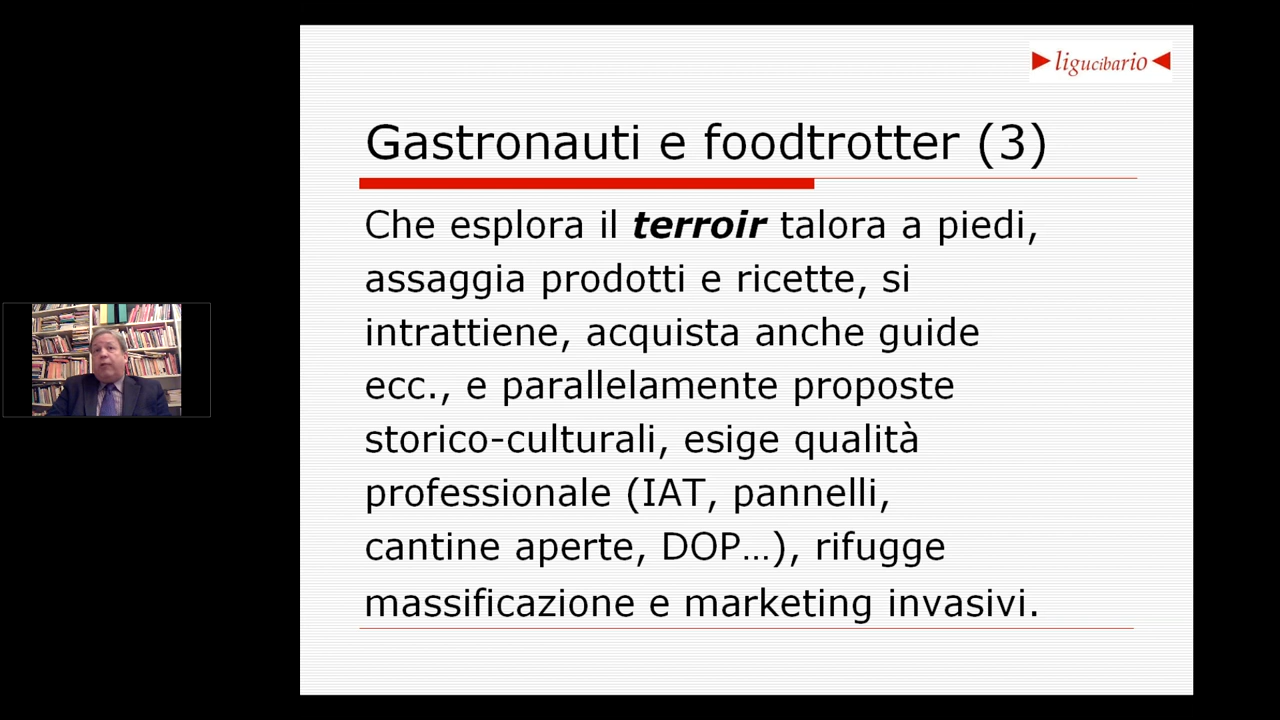 ligucibario
Gastronauti e foodtrotter (3)
Che esplora il terroir talora a piedi,
assaggia prodotti e ricette, si
intrattiene, acquista anche guide
ecc., e parallelamente proposte
storico-culturali, esige qualità
professionale (IAT, pannelli,
cantine aperte, DOP…), rifugge
massificazione e marketing invasivi.